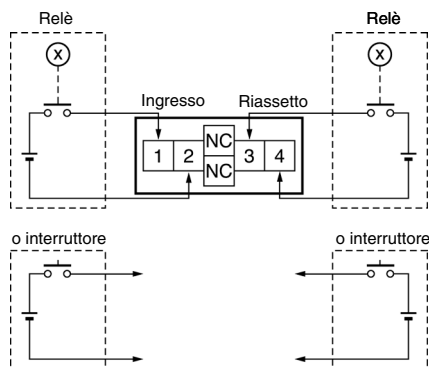 Relè
Relè
X
X
Ingresso
Riassetto
NC
1 2 3 4
NC
o interruttore
o interruttore